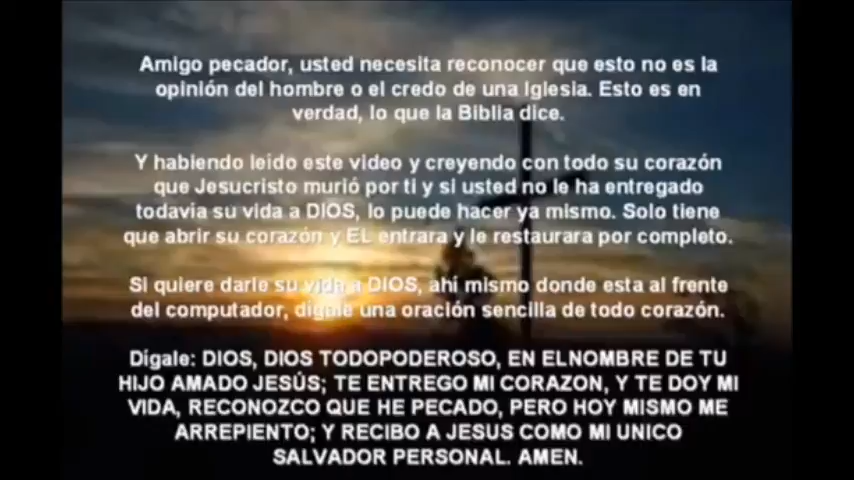 Amigo pecador, usted necesita reconocer que esto no es la
opinión del hombre o el credo de una Iglesia. Esto es en
verdad, lo que la Biblia dice.
Y habiendo leído este video y creyendo con todo su corazón
que Jesucristo murió por ti y si usted no le ha entregado
todavía su vida a DIOS, lo puede hacer ya mismo. Solo tiene
que abrir su corazón y EL entrara y le restaurara por completo.
Si quiere darle su vida a DIOS, ahí mismo donde esta al frente
del computador, dígale una oración sencilla de todo corazón.
Dígale: DIOS, DIOS TODOPODEROSO, EN ELNOMBRE DE TU
HIJO AMADO JESÚS; TE ENTREGO MI CORAZON, Y TE DOY MI
VIDA, RECONOZCO QUE HE PECADO, PERO HOY MISMO ME
ARREPIENTO; Y RECIBO A JESUS COMO MI UNICO
SALVADOR PERSONAL. AMEN.